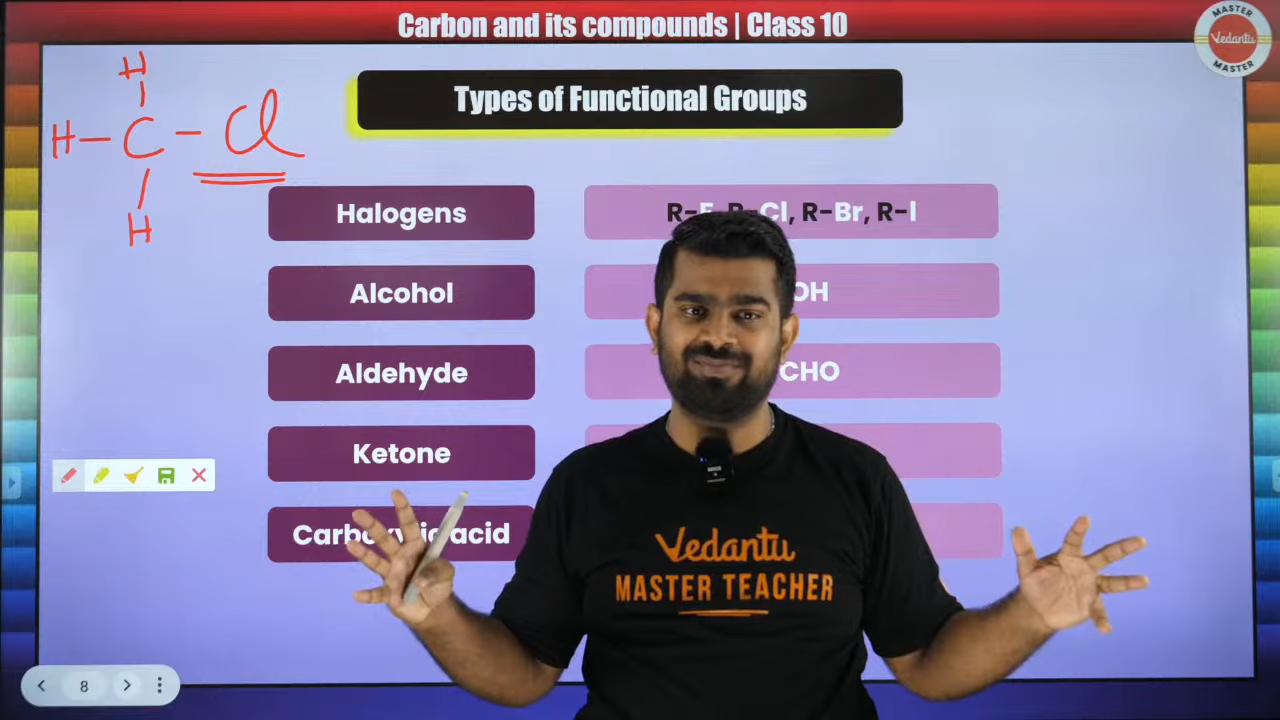 Carbon and its compounds | Class 10
MASTER
Vedantu
MASTER
Types of Functional Groups
H
H–C–Cl
H
Halogens
R-F, R-Cl, R-Br, R-I
Alcohol
OH
Aldehyde
CHO
Ketone
Carboxylic acid
Vedantu
MASTER TEACHER
8